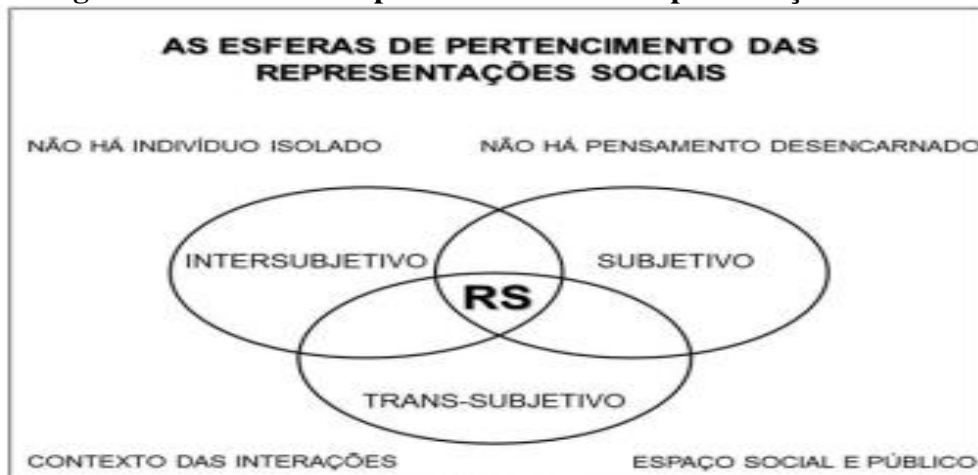 AS ESFERAS DE PERTENCIMENTO DAS
REPRESENTAÇÕES SOCIAIS
NÃO HÁ INDIVÍDUO ISOLADO
NÃO HÁ PENSAMENTO DESENCARNADO
INTERSUBJETIVO
SUBJETIVO
RS
TRANS-SUBJETIVO
CONTEXTO DAS INTERAÇÕES
ESPAÇO SOCIAL E PÚBLICO